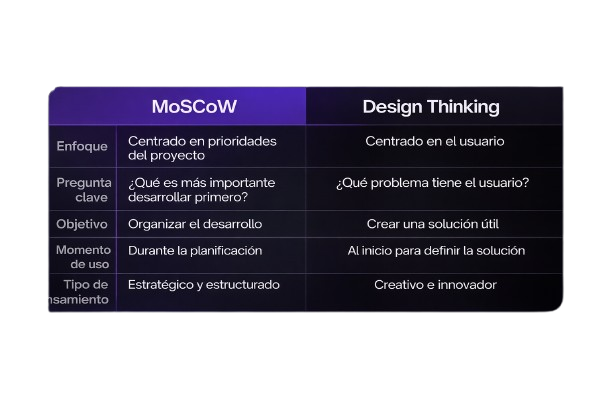 MoSCoW Design Thinking
Enfoque Centrado en prioridades Centrado en el usuario
del proyecto
Pregunta ¿Qué es más importante ¿Qué problema tiene el usuario?
clave desarrollar primero?
Objetivo Organizar el desarrollo Crear una solución útil
Momento Durante la planificación Al inicio para definir la solución
de uso
Tipo de Estratégico y estructurado Creativo e innovador
nsamiento